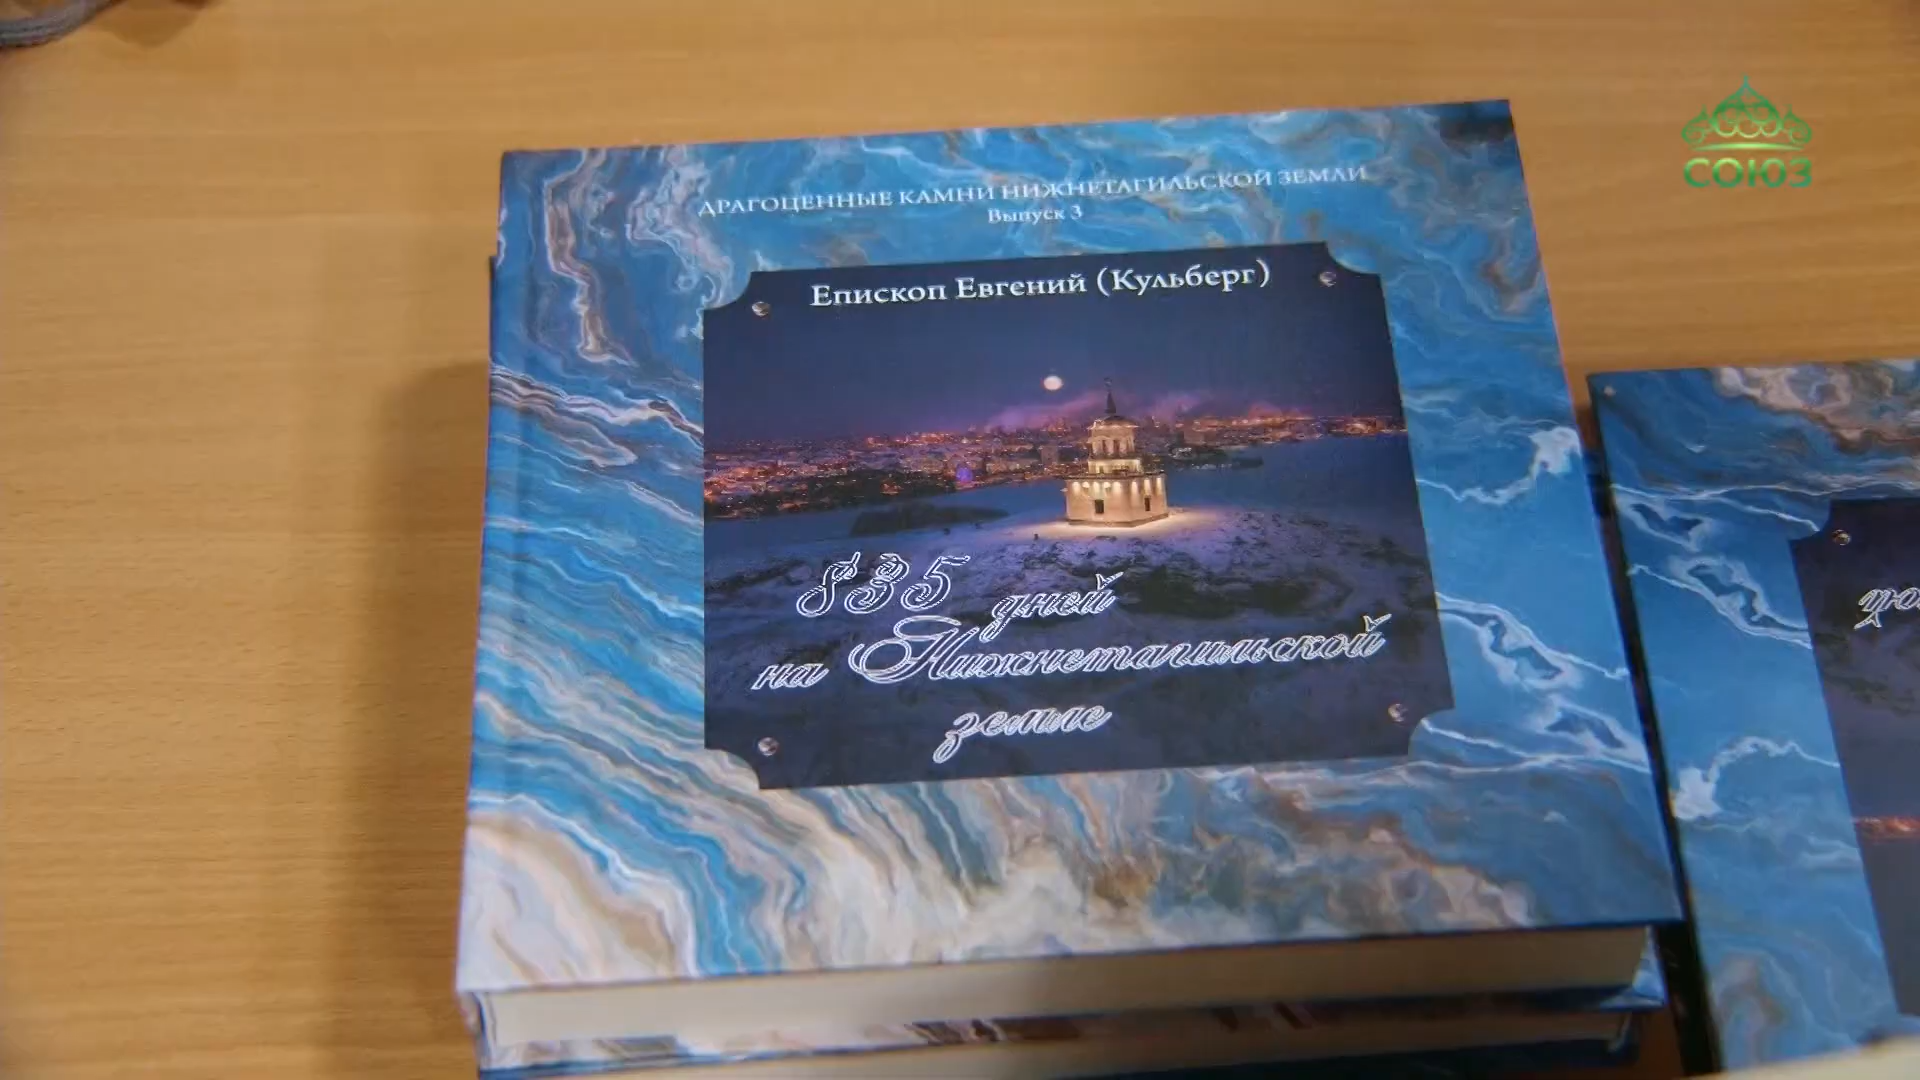 СОЮЗ
ДРАГОЦЕННЫЕ КАМНИ НИЖНЕТАГИЛЬСКОЙ ЗЕМЛИ
Выпуск 3
Епископ Евгений (Кульберг)
835 дней
на Нижнетагильской
земле